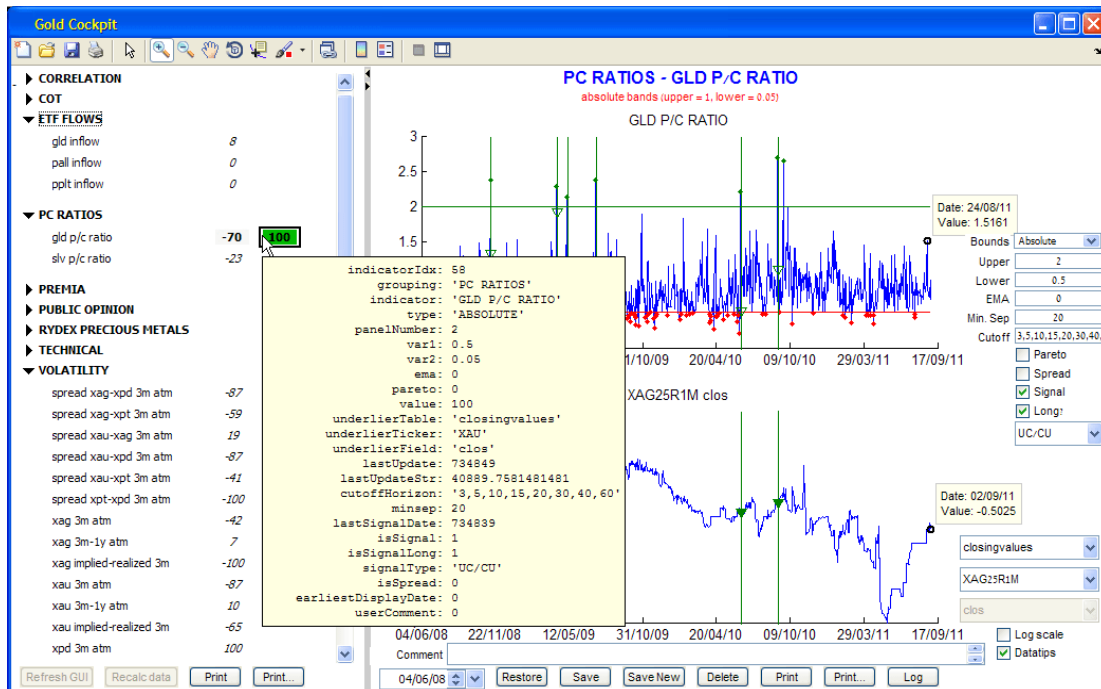 Gold Cockpit
CORRELATION
COT
ETF FLOWS
gld inflow 8
pall inflow 0
pplt inflow 0
PC RATIOS
gld p/c ratio -70 100
slv p/c ratio -23
PREMIA
PUBLIC OPINION
RYDEX PRECIOUS METALS
TECHNICAL
VOLATILITY
spread xag-xpd 3m atm -87
spread xag-xpt 3m atm -59
spread xau-xag 3m atm 19
spread xau-xpd 3m atm -87
spread xau-xpt 3m atm -41
spread xpt-xpd 3m atm -100
xag 3m atm -42
xag 3m-1y atm 7
xag implied-realized 3m -100
xau 3m atm -87
xau 3m-1y atm 10
xau implied-realized 3m -65
xpd 3m atm 100
Refresh GUI Recalc data Print Print...
indicatorIdx: 58
grouping: 'PC RATIOS'
indicator: 'GLD P/C RATIO'
type: 'ABSOLUTE'
panelNumber: 2
var1: 0.5
var2: 0.05
ema: 0
pareto: 0
value: 100
underlierTable: 'closingvalues'
underlierTicker: 'XAU'
underlierField: 'clos'
lastUpdate: 734849
lastUpdateStr: 40889.7581481481
cutoffHorizon: '3,5,10,15,20,30,40,60'
minsep: 20
lastSignalDate: 734839
isSignal: 1
isSignalLong: 1
signalType: 'UC/CU'
isSpread: 0
earliestDisplayDate: 0
userComment: 0
PC RATIOS - GLD P/C RATIO
absolute bands (upper = 1, lower = 0.05)
GLD P/C RATIO
3
2.5
2
1.5
Date: 24/08/11
Value: 1.5161
1/10/09 20/04/10 09/10/10 29/03/11 17/09/11
Bounds Absolute
Upper 2
Lower 0.5
EMA 0
Min. Sep 20
Cutoff 3,5,10,15,20,30,40,
Pareto
Spread
Signal
Long?
UC/CU
XAG25R1M clos
Date: 02/09/11
Value: -0.5025
04/06/08 22/11/08 12/05/09 31/10/09 20/04/10 09/10/10 29/03/11 17/09/11
closingvalues
XAG25R1M
clos
Log scale
Datatips
Comment
04/06/08 Restore Save Save New Delete Print Print... Log